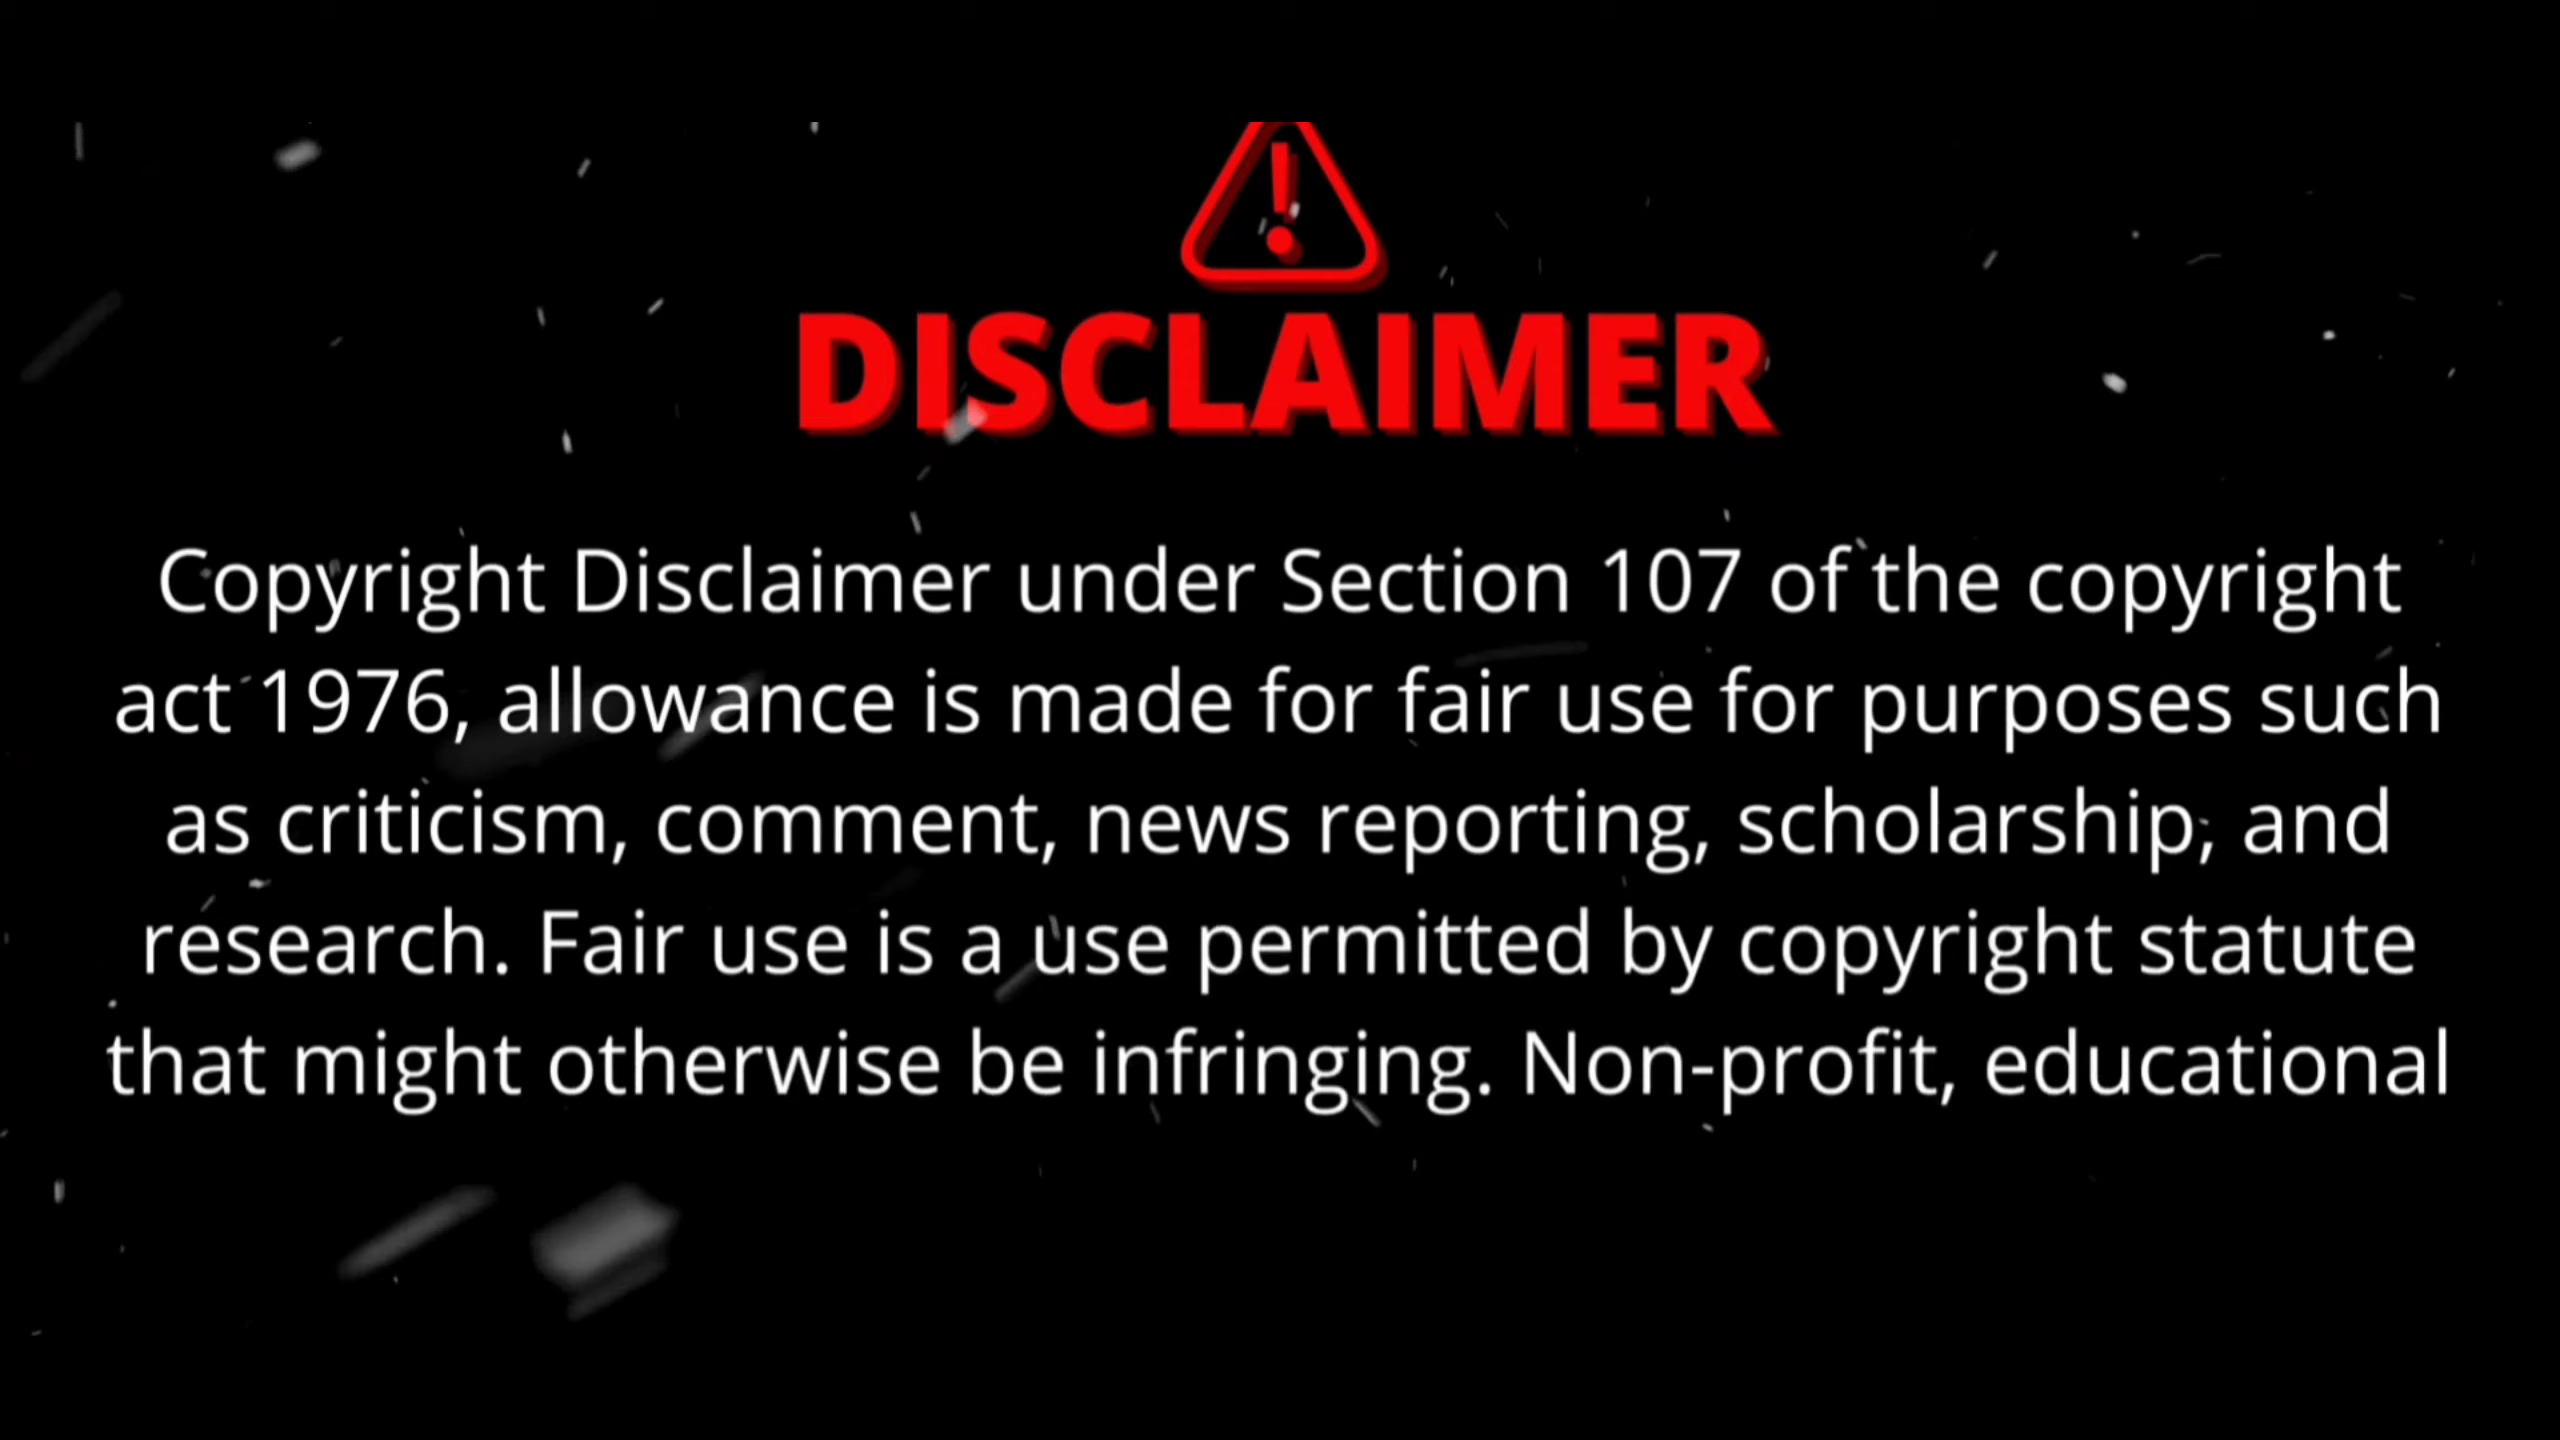 DISCLAIMER
Copyright Disclaimer under Section 107 of the copyright
act 1976, allowance is made for fair use for purposes such
as criticism, comment, news reporting, scholarship, and
research. Fair use is a use permitted by copyright statute
that might otherwise be infringing. Non-profit, educational